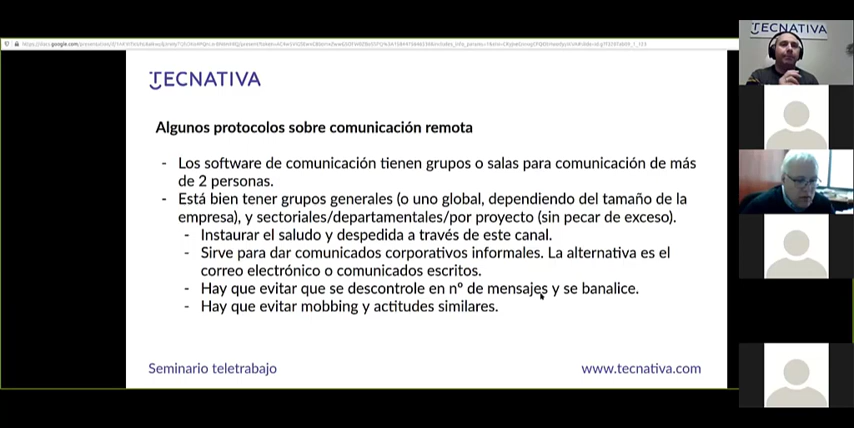 TECNATIVA
TECNATIVA
Algunos protocolos sobre comunicación remota
- Los software de comunicación tienen grupos o salas para comunicación de más
de 2 personas.
- Está bien tener grupos generales (o uno global, dependiendo del tamaño de la
empresa), y sectoriales/departamentales/por proyecto (sin pecar de exceso).
- Instaurar el saludo y despedida a través de este canal.
- Sirve para dar comunicados corporativos informales. La alternativa es el
correo electrónico o comunicados escritos.
- Hay que evitar que se descontrole en nº de mensajes y se banalice.
- Hay que evitar mobbing y actitudes similares.
Seminario teletrabajo
www.tecnativa.com